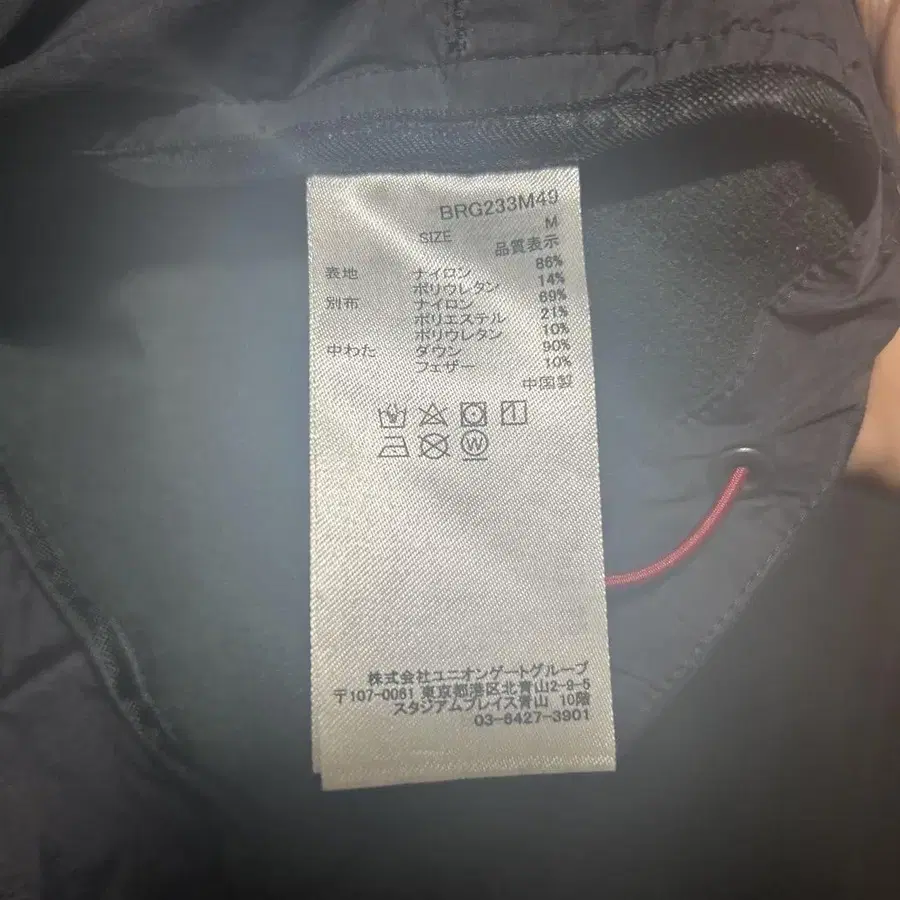 BRG233M49
SIZE M
品質表示
表地 ナイロン 86%
ポリウレタン 14%
別布 ナイロン 69%
ポリエステル 21%
ポリウレタン 10%
中わた ダウン 90%
フェザー 10%
中国製
W
株式会社ユニオンゲートグループ
〒107-0061 東京都港区北青山2-9-5
スタジアムプレイス青山 10階
03-6427-3901